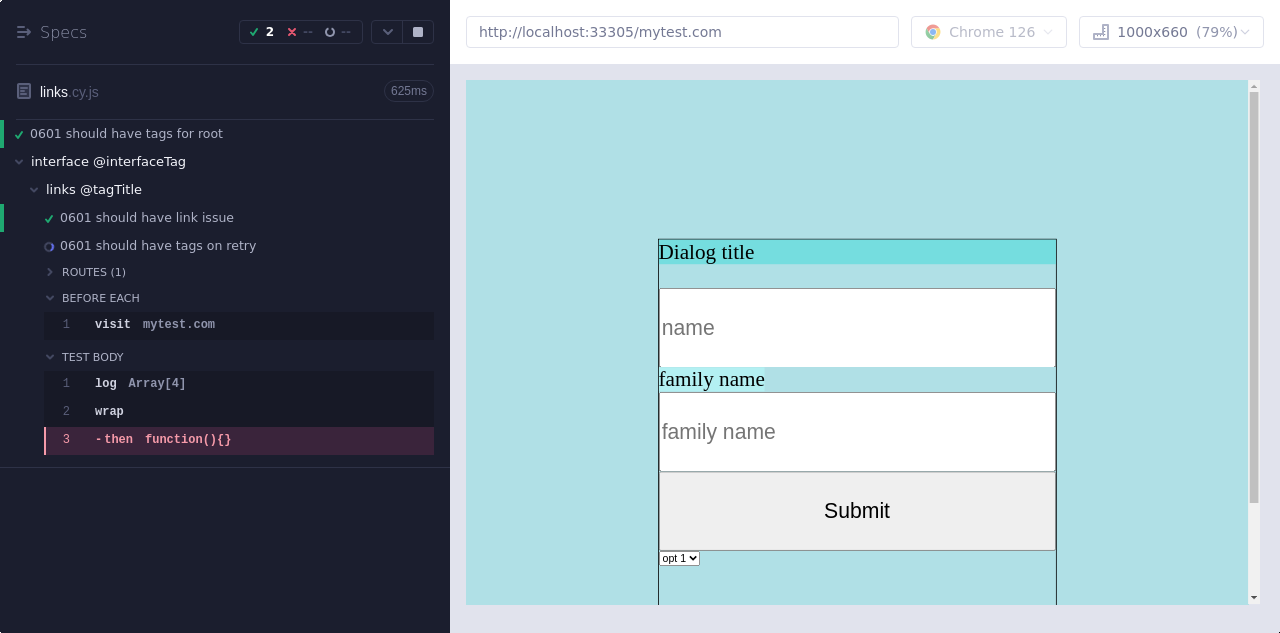 Specs 2 -- --
links.cy.js 625ms
0601 should have tags for root
interface @interfaceTag
links @tagTitle
0601 should have link issue
0601 should have tags on retry
ROUTES (1)
BEFORE EACH
1 visit mytest.com
TEST BODY
1 log Array[4]
2 wrap
3 -then function(){}
http://localhost:33305/mytest.com
Chrome 126
1000x660 (79%)
Dialog title
name
family name
family name
Submit
opt 1